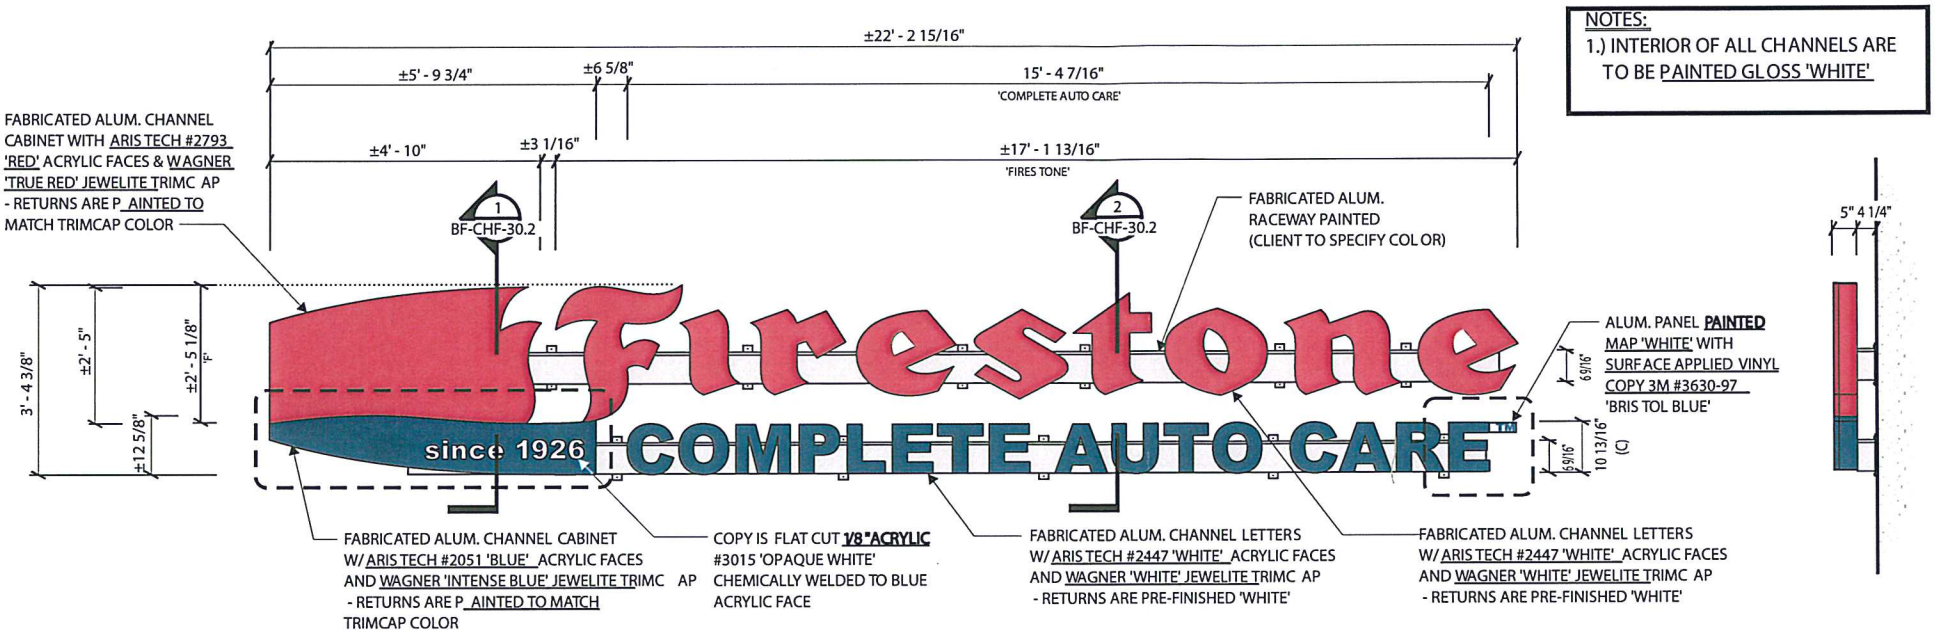 NOTES:
1.) INTERIOR OF ALL CHANNELS ARE
TO BE PAINTED GLOSS 'WHITE'
±22' - 2 15/16"
±5' - 9 3/4"
±6 5/8"
15' - 4 7/16"
'COMPLETE AUTO CARE'
±4' - 10"
±3 1/16"
±17' - 1 13/16"
'FIRES TONE'
FABRICATED ALUM. CHANNEL
CABINET WITH ARIS TECH #2793
'RED' ACRYLIC FACES & WAGNER
'TRUE RED' JEWELITE TRIMC AP
- RETURNS ARE P AINTED TO
MATCH TRIMCAP COLOR
1
BF-CHF-30.2
2
BF-CHF-30.2
FABRICATED ALUM.
RACEWAY PAINTED
(CLIENT TO SPECIFY COL OR)
5" 4 1/4"
3' - 4 3/8"
±2' - 5"
±2' - 5 1/8"
'F'
±12 5/8"
Firestone
since 1926
COMPLETE AUTO CARE TM
6 9/16"
6 9/16"
10 13/16"
(C)
ALUM. PANEL PAINTED
MAP 'WHITE' WITH
SURFACE APPLIED VINYL
COPY 3M #3630-97
'BRIS TOL BLUE'
FABRICATED ALUM. CHANNEL CABINET
W/ ARIS TECH #2051 'BLUE' ACRYLIC FACES
AND WAGNER 'INTENSE BLUE' JEWELITE TRIMC AP
- RETURNS ARE P AINTED TO MATCH
TRIMCAP COLOR
COPY IS FLAT CUT 1/8" ACRYLIC
#3015 'OPAQUE WHITE'
CHEMICALLY WELDED TO BLUE
ACRYLIC FACE
FABRICATED ALUM. CHANNEL LETTERS
W/ ARIS TECH #2447 'WHITE' ACRYLIC FACES
AND WAGNER 'WHITE' JEWELITE TRIMC AP
- RETURNS ARE PRE-FINISHED 'WHITE'
FABRICATED ALUM. CHANNEL LETTERS
W/ ARIS TECH #2447 'WHITE' ACRYLIC FACES
AND WAGNER 'WHITE' JEWELITE TRIMC AP
- RETURNS ARE PRE-FINISHED 'WHITE'